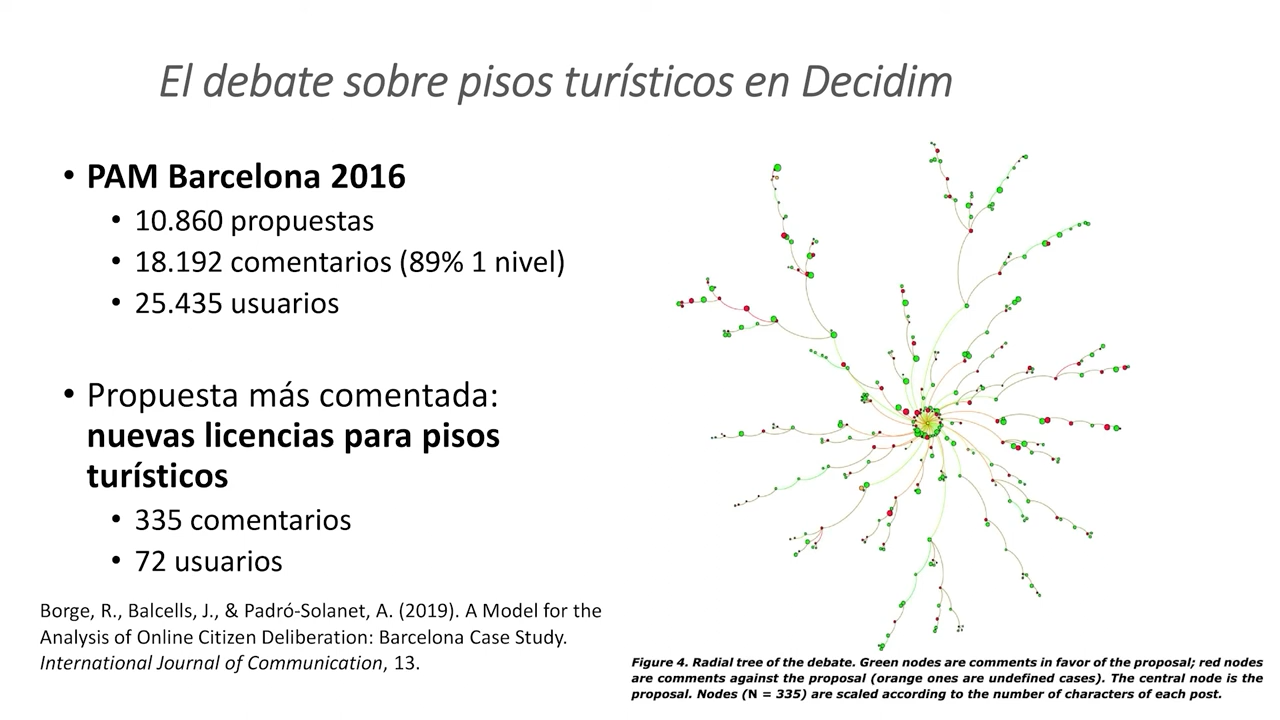 El debate sobre pisos turísticos en Decidim
• PAM Barcelona 2016
• 10.860 propuestas
• 18.192 comentarios (89% 1 nivel)
• 25.435 usuarios
• Propuesta más comentada:
nuevas licencias para pisos
turísticos
• 335 comentarios
• 72 usuarios
Borge, R., Balcells, J., & Padró-Solanet, A. (2019). A Model for the
Analysis of Online Citizen Deliberation: Barcelona Case Study.
International Journal of Communication, 13.
Figure 4. Radial tree of the debate. Green nodes are comments in favor of the proposal; red nodes
are comments against the proposal (orange ones are undefined cases). The central node is the
proposal. Nodes (N = 335) are scaled according to the number of characters of each post.